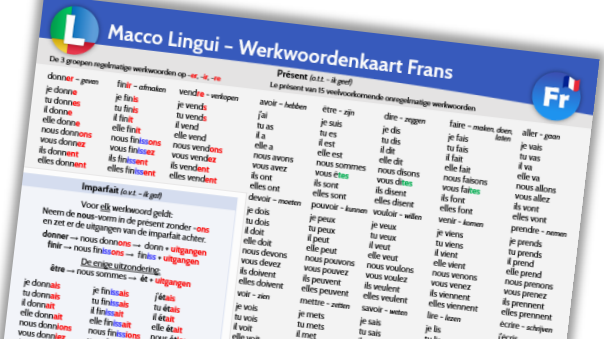 L
Macco Lingui – Werkwoordenkaart Frans
Fr
De 3 groepen regelmatige werkwoorden op -er, -ir, -re
donner – geven
je donne
tu donnes
il donne
elle donne
nous donnons
vous donnez
ils donnent
elles donnent
finir – afmaken
je finis
tu finis
il finit
elle finit
nous finissons
vous finissez
ils finissent
elles finissent
vendre – verkopen
je vends
tu vends
il vend
elle vend
nous vendons
vous vendez
ils vendent
elles vendent
Imparfait (o.v.t. – ik gaf)
Voor elk werkwoord geldt:
Neem de nous-vorm in de présent zonder -ons
en zet er de uitgangen van de imparfait achter.
donner → nous donnons → donn + uitgangen
finir → nous finissons → finiss + uitgangen
De enige uitzondering:
être → nous sommes → ét + uitgangen
je donnais
tu donnais
il donnait
elle donnait
nous donnions
vous donniez
je finissais
tu finissais
il finissait
elle finissait
nous finissions
j'étais
tu étais
il était
elle était
Présent (o.t.t. – ik geef)
Le présent van 15 veelvoorkomende onregelmatige werkwoorden
avoir – hebben
j'ai
tu as
il a
elle a
nous avons
vous avez
ils ont
elles ont
être – zijn
je suis
tu es
il est
elle est
nous sommes
vous êtes
ils sont
elles sont
dire – zeggen
je dis
tu dis
il dit
elle dit
nous disons
vous dites
ils disent
elles disent
faire – maken, doen,
laten
je fais
tu fais
il fait
elle fait
nous faisons
vous faites
ils font
elles font
aller – gaan
je vais
tu vas
il va
elle va
nous allons
vous allez
ils vont
elles vont
devoir – moeten
je dois
tu dois
il doit
elle doit
nous devons
vous devez
ils doivent
elles doivent
pouvoir – kunnen
je peux
tu peux
il peut
elle peut
nous pouvons
vous pouvez
ils peuvent
elles peuvent
vouloir – willen
je veux
tu veux
il veut
elle veut
nous voulons
vous voulez
ils veulent
elles veulent
venir – komen
je viens
tu viens
il vient
elle vient
nous venons
vous venez
ils viennent
elles viennent
prendre – nemen
je prends
tu prends
il prend
elle prend
nous prenons
vous prenez
ils prennent
elles prennent
voir – zien
je vois
tu vois
il voit
mettre – zetten
je mets
tu mets
il met
savoir – weten
je sais
tu sais
lire – lezen
je lis
écrire – schrijven
j'écris